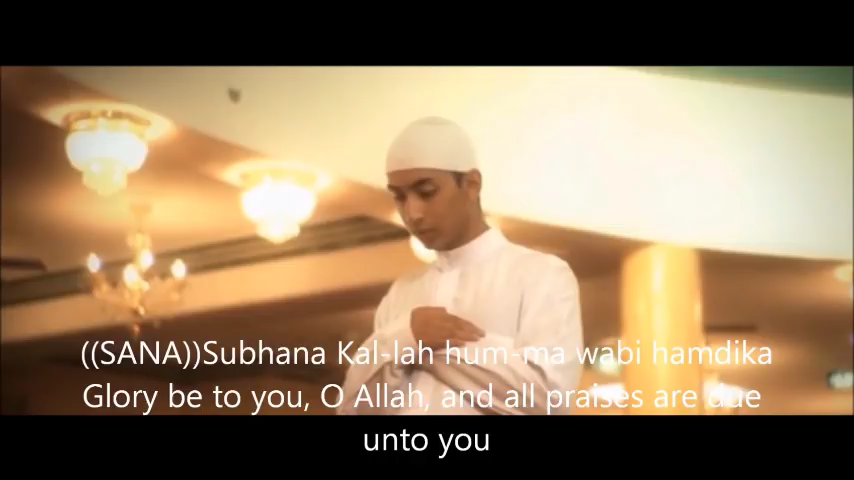 ((SANA))Subhana Kal-lah hum-ma wabi hamdika
Glory be to you, O Allah, and all praises are due
unto you